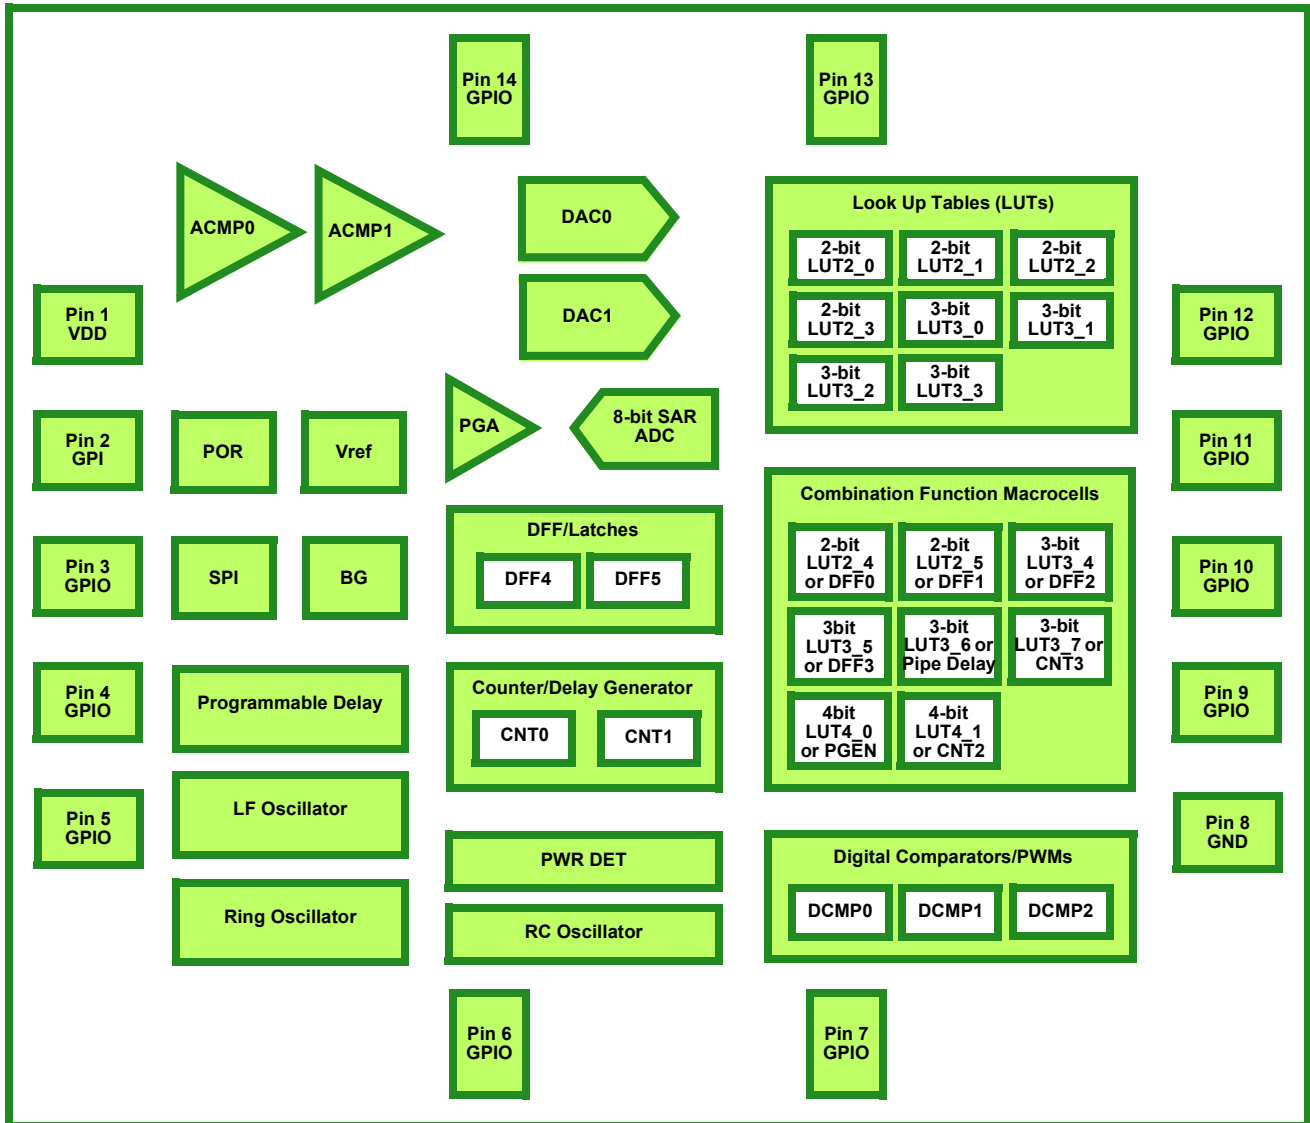 Pin 14
GPIO
Pin 13
GPIO
ACMP0
ACMP1
DAC0
DAC1
Look Up Tables (LUTs)
2-bit
LUT2_0
2-bit
LUT2_1
2-bit
LUT2_2
2-bit
LUT2_3
3-bit
LUT3_0
3-bit
LUT3_1
3-bit
LUT3_2
3-bit
LUT3_3
Pin 1
VDD
Pin 12
GPIO
Pin 2
GPI
POR
Vref
PGA
8-bit SAR
ADC
Pin 11
GPIO
Pin 3
GPIO
SPI
BG
DFF/Latches
DFF4
DFF5
Combination Function Macrocells
2-bit
LUT2_4
or DFF0
2-bit
LUT2_5
or DFF1
3-bit
LUT3_4
or DFF2
3bit
LUT3_5
or DFF3
3-bit
LUT3_6 or
Pipe Delay
3-bit
LUT3_7 or
CNT3
4bit
LUT4_0
or PGEN
4-bit
LUT4_1
or CNT2
Pin 10
GPIO
Pin 4
GPIO
Programmable Delay
Counter/Delay Generator
CNT0
CNT1
Pin 9
GPIO
Pin 5
GPIO
LF Oscillator
Ring Oscillator
PWR DET
RC Oscillator
Digital Comparators/PWMs
DCMP0
DCMP1
DCMP2
Pin 8
GND
Pin 6
GPIO
Pin 7
GPIO